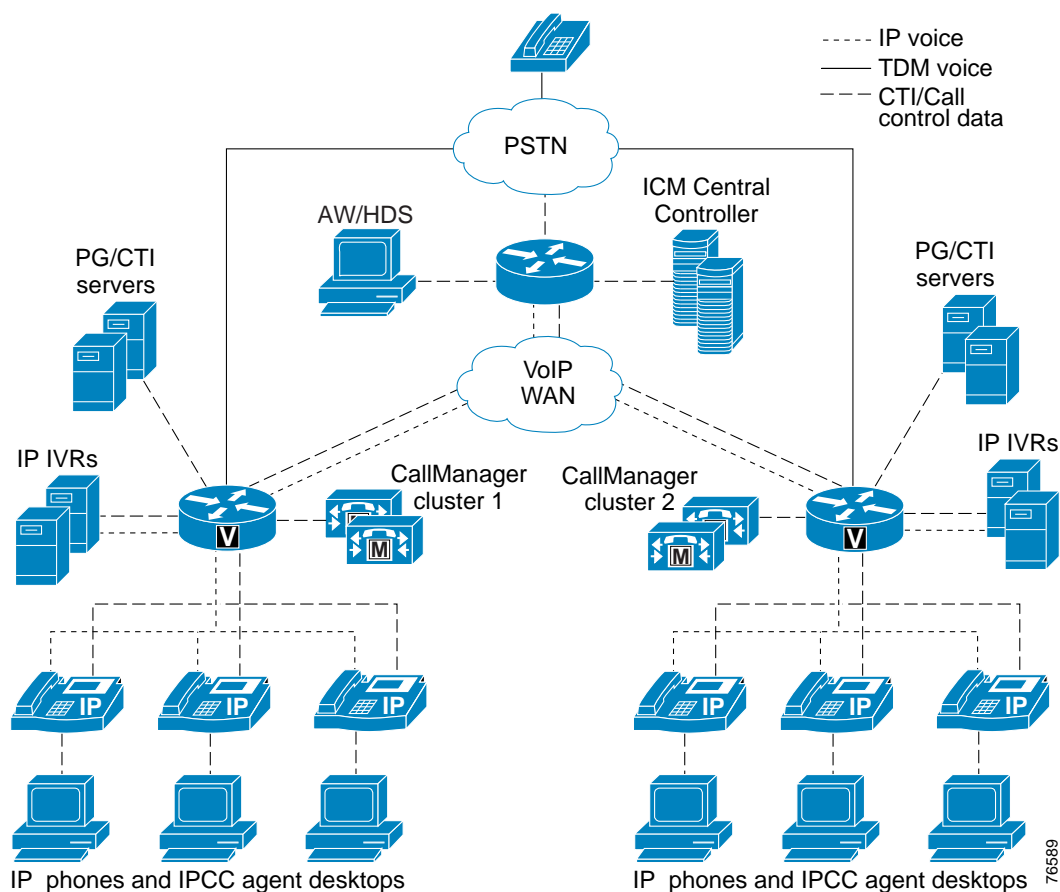 IP voice
TDM voice
CTI/Call
control data
PSTN
AW/HDS
ICM Central
Controller
PG/CTI
servers
PG/CTI
servers
VoIP
WAN
IP IVRs
CallManager
cluster 1
CallManager
cluster 2
IP IVRs
V
M
M
V
IP
IP
IP
IP
IP
IP
IP phones and IPCC agent desktops
IP phones and IPCC agent desktops
76589